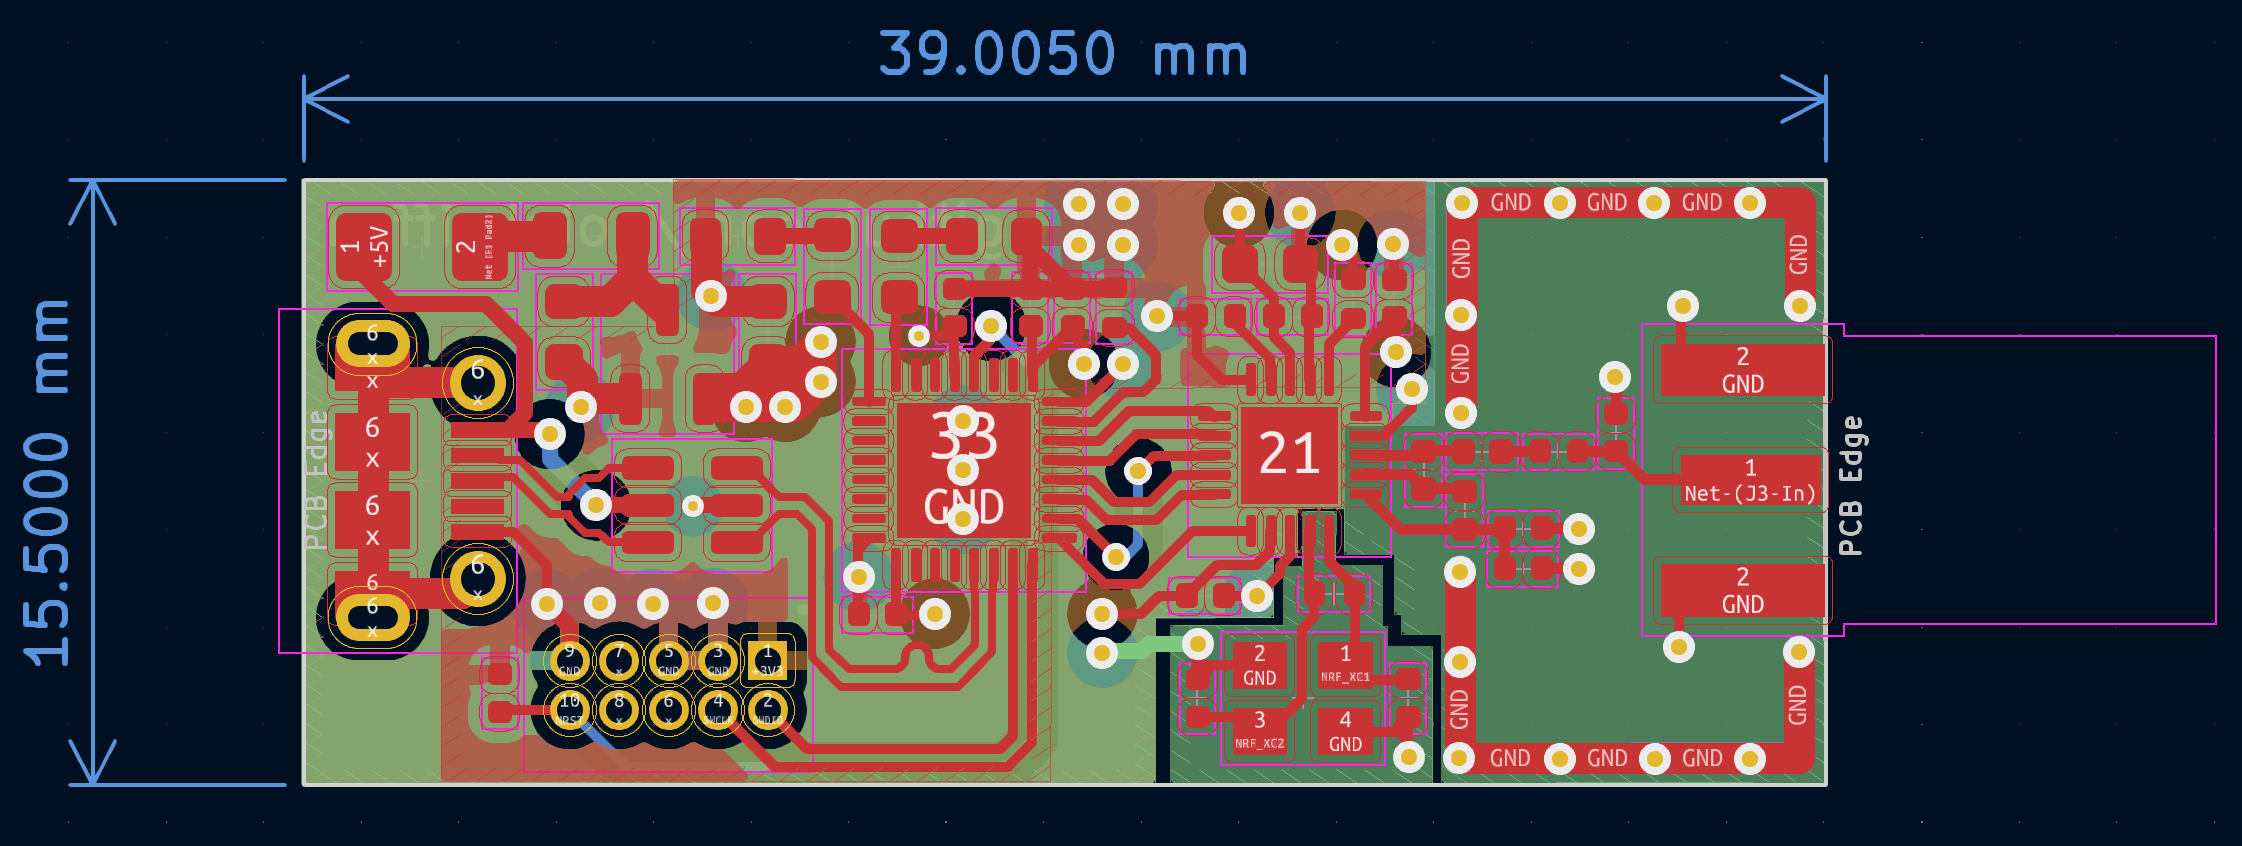 39.0050 mm
15.5000 mm
1
+5V
2
Net (B1 Pad2)
GND
GND
GND
GND
GND
GND
6
x
x
6
x
6
x
6
x
6
6
x
6
x
PCB Edge
33
GND
21
2
GND
1
Net-(J3-In)
2
GND
PCB Edge
9
GND
7
x
5
GND
3
GND
1
+3V3
10
NRST
8
x
6
x
4
SWCLK
2
SWDIO
2
GND
1
NRF_XC1
3
NRF_XC2
4
GND
GND
GND
GND
GND
GND